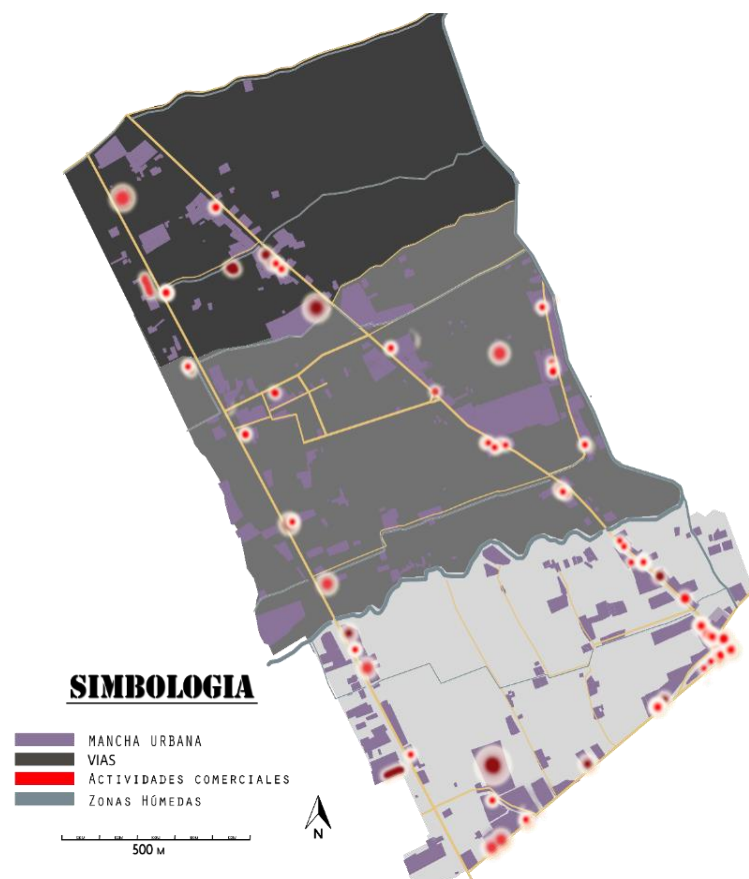 SIMBOLOGIA
MANCHA URBANA
VIAS
ACTIVIDADES COMERCIALES
ZONAS HÚMEDAS
500 M
N